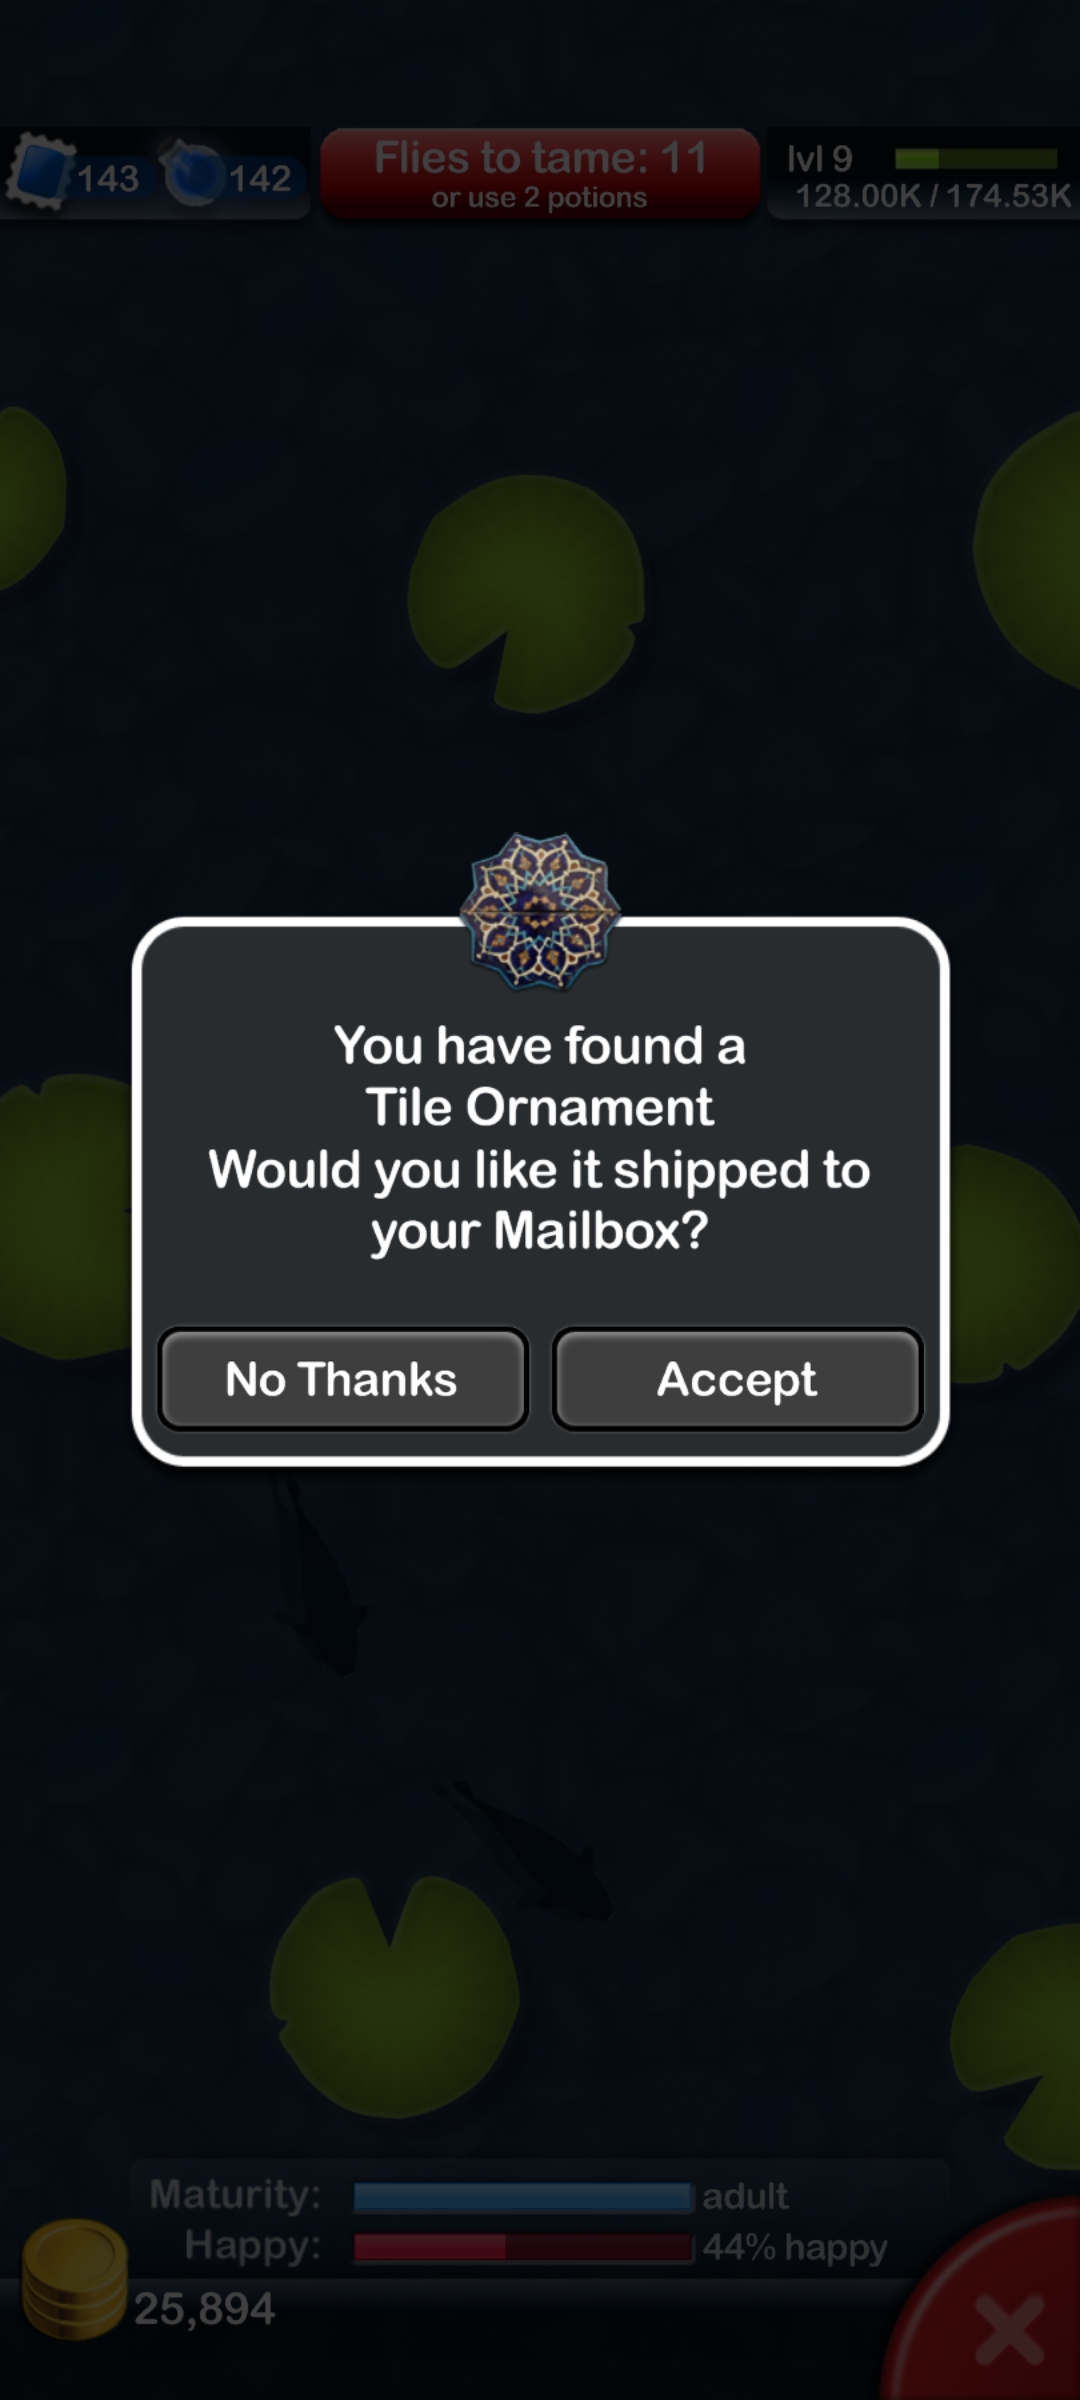 143
142
Flies to tame: 11
or use 2 potions
lvl 9
128.00K / 174.53K
You have found a
Tile Ornament
Would you like it shipped to
your Mailbox?
No Thanks
Accept
Maturity:
adult
Happy:
44% happy
25,894